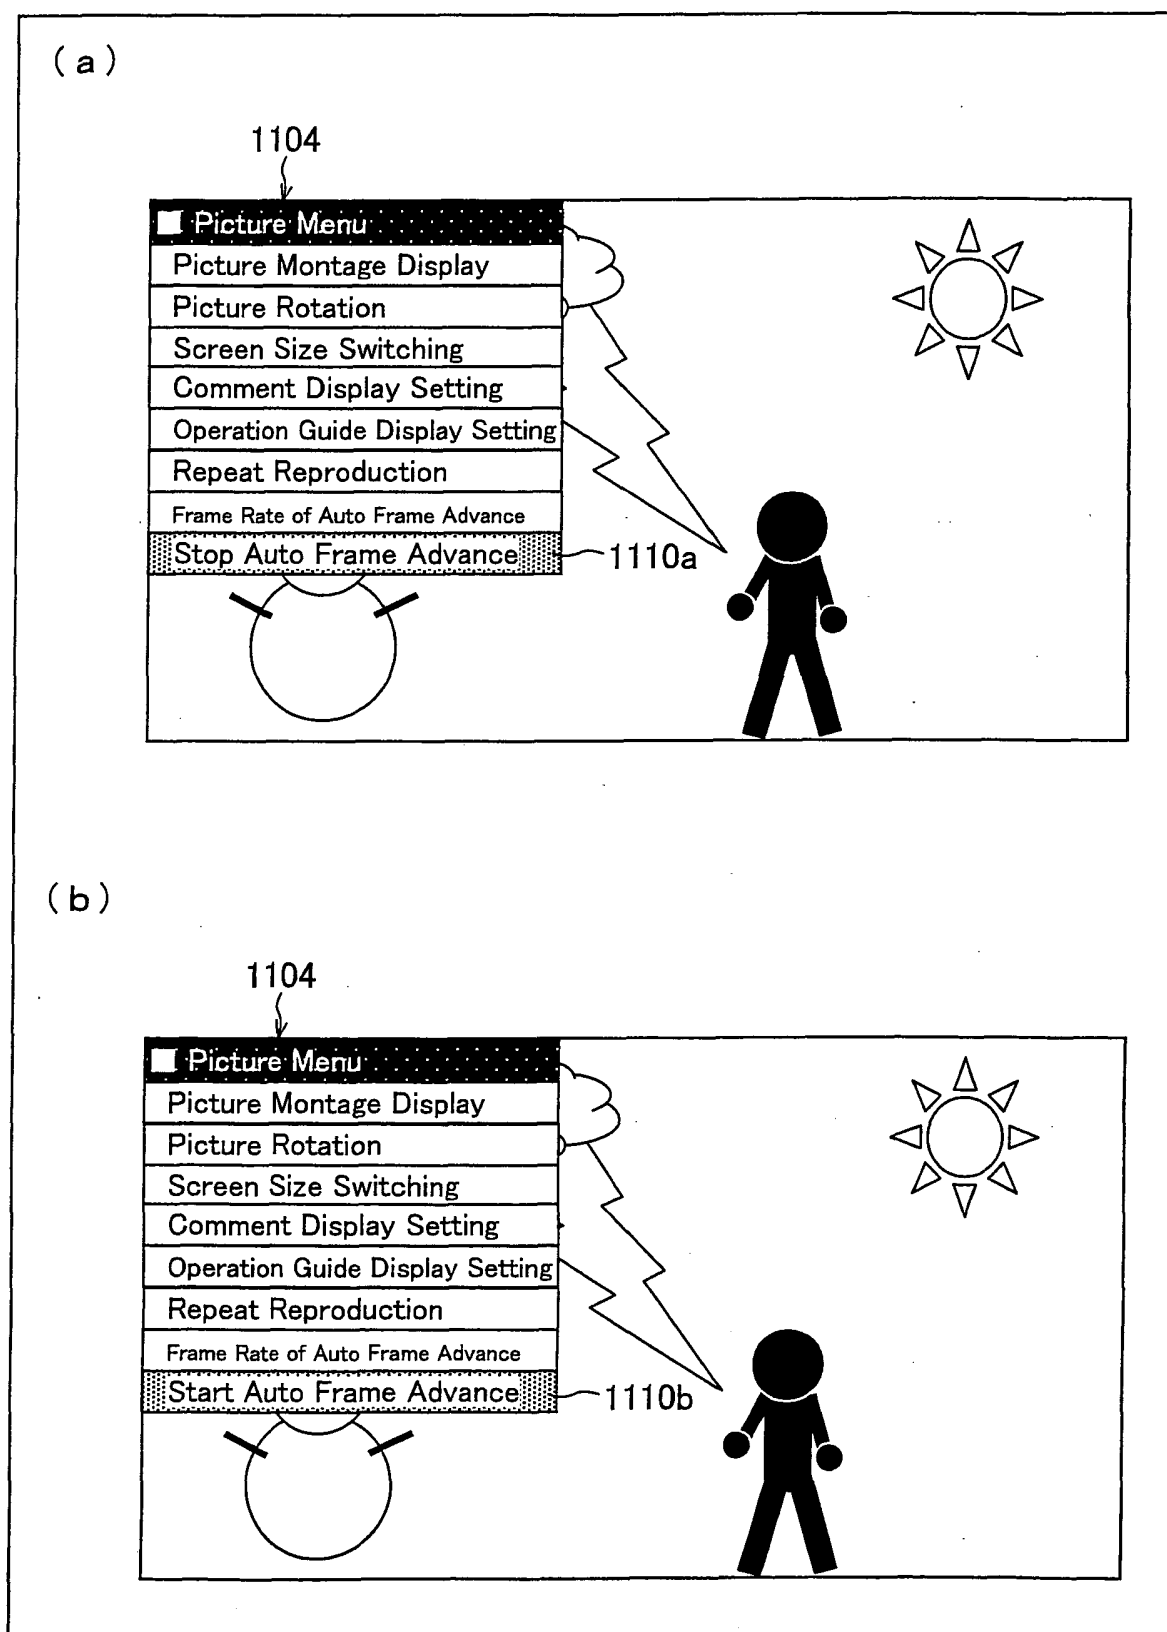 (a)
1104
Picture Menu
Picture Montage Display
Picture Rotation
Screen Size Switching
Comment Display Setting
Operation Guide Display Setting
Repeat Reproduction
Frame Rate of Auto Frame Advance
Stop Auto Frame Advance
1110a
(b)
1104
Picture Menu
Picture Montage Display
Picture Rotation
Screen Size Switching
Comment Display Setting
Operation Guide Display Setting
Repeat Reproduction
Frame Rate of Auto Frame Advance
Start Auto Frame Advance
1110b